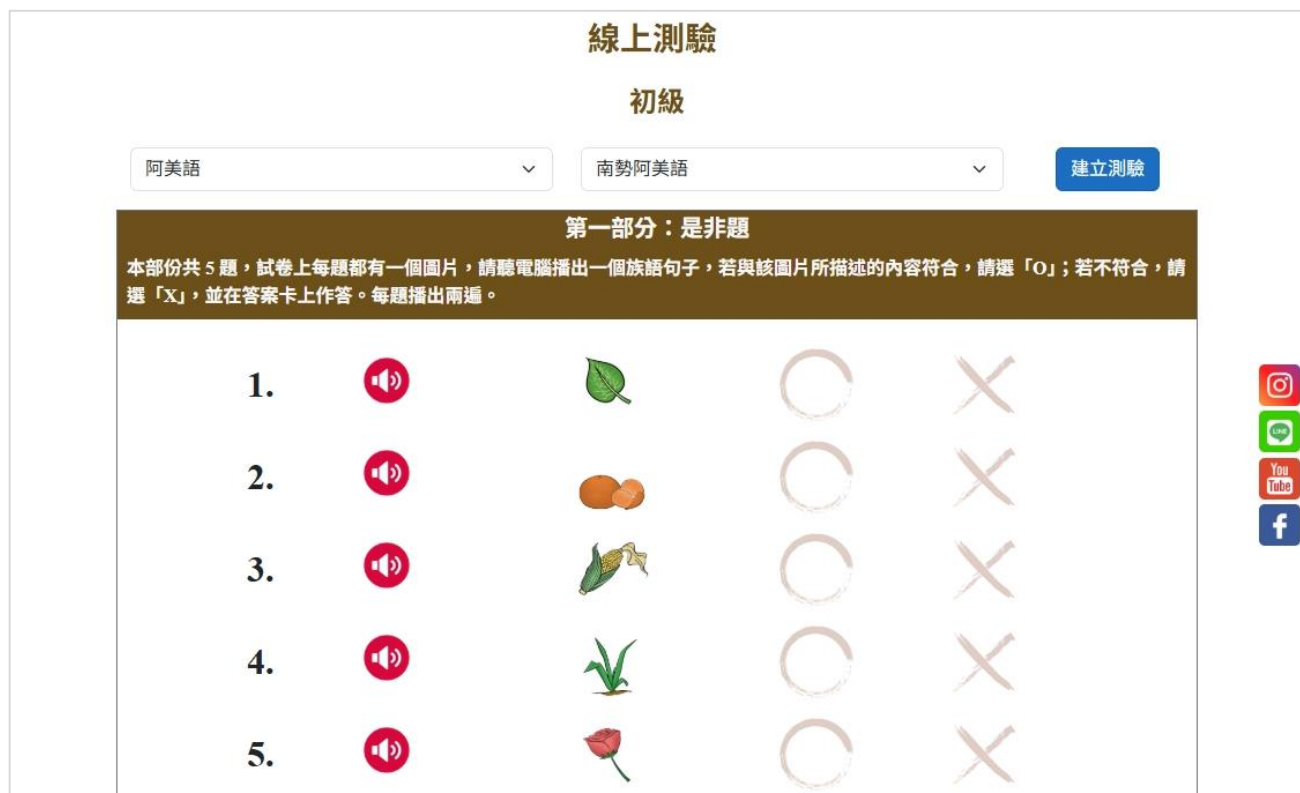 線上測驗
初級
阿美語
南勢阿美語
建立測驗
第一部分：是非題
本部份共 5 題，試卷上每題都有一個圖片，請聽電腦播出一個族語句子，若與該圖片所描述的內容符合，請選「O」；若不符合，請
選「X」，並在答案卡上作答。每題播出兩遍。
1.
2.
3.
4.
5.
LINE
You
Tube